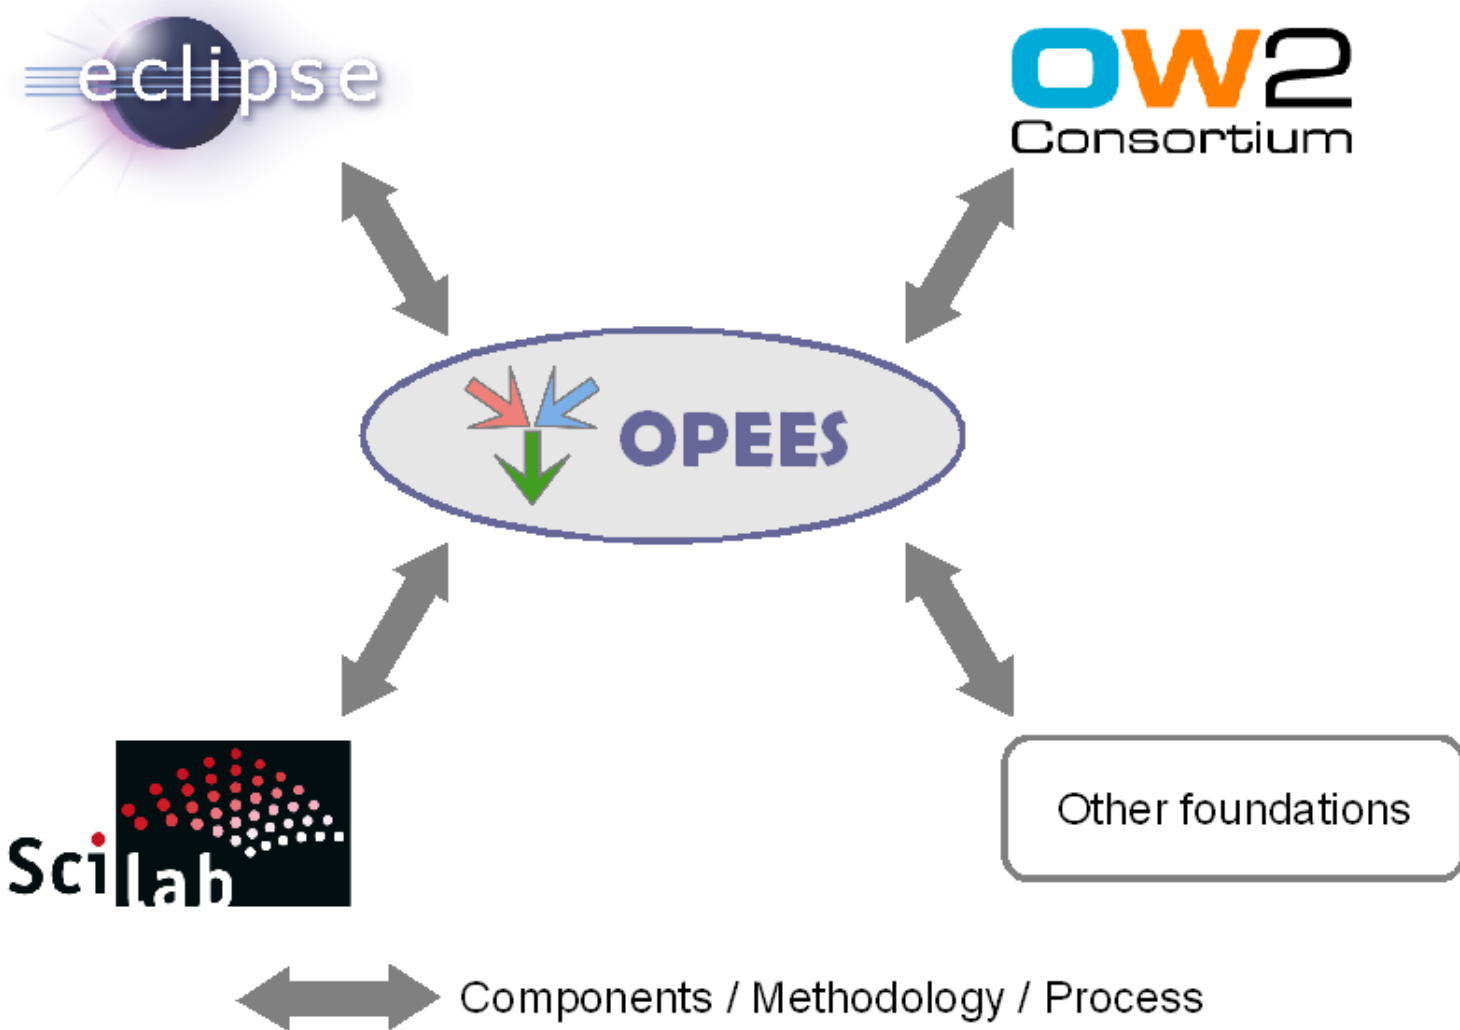 eclipse
OW2
Consortium
OPEES
Scilab
Other foundations
Components / Methodology / Process